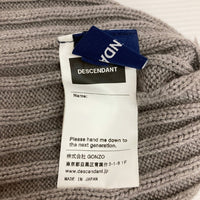 NDA
DESCENDANT
Name:
Please hand me down to
the next generation.
株式会社 GONZO
www.descendant.jp
MADE IN JAPAN